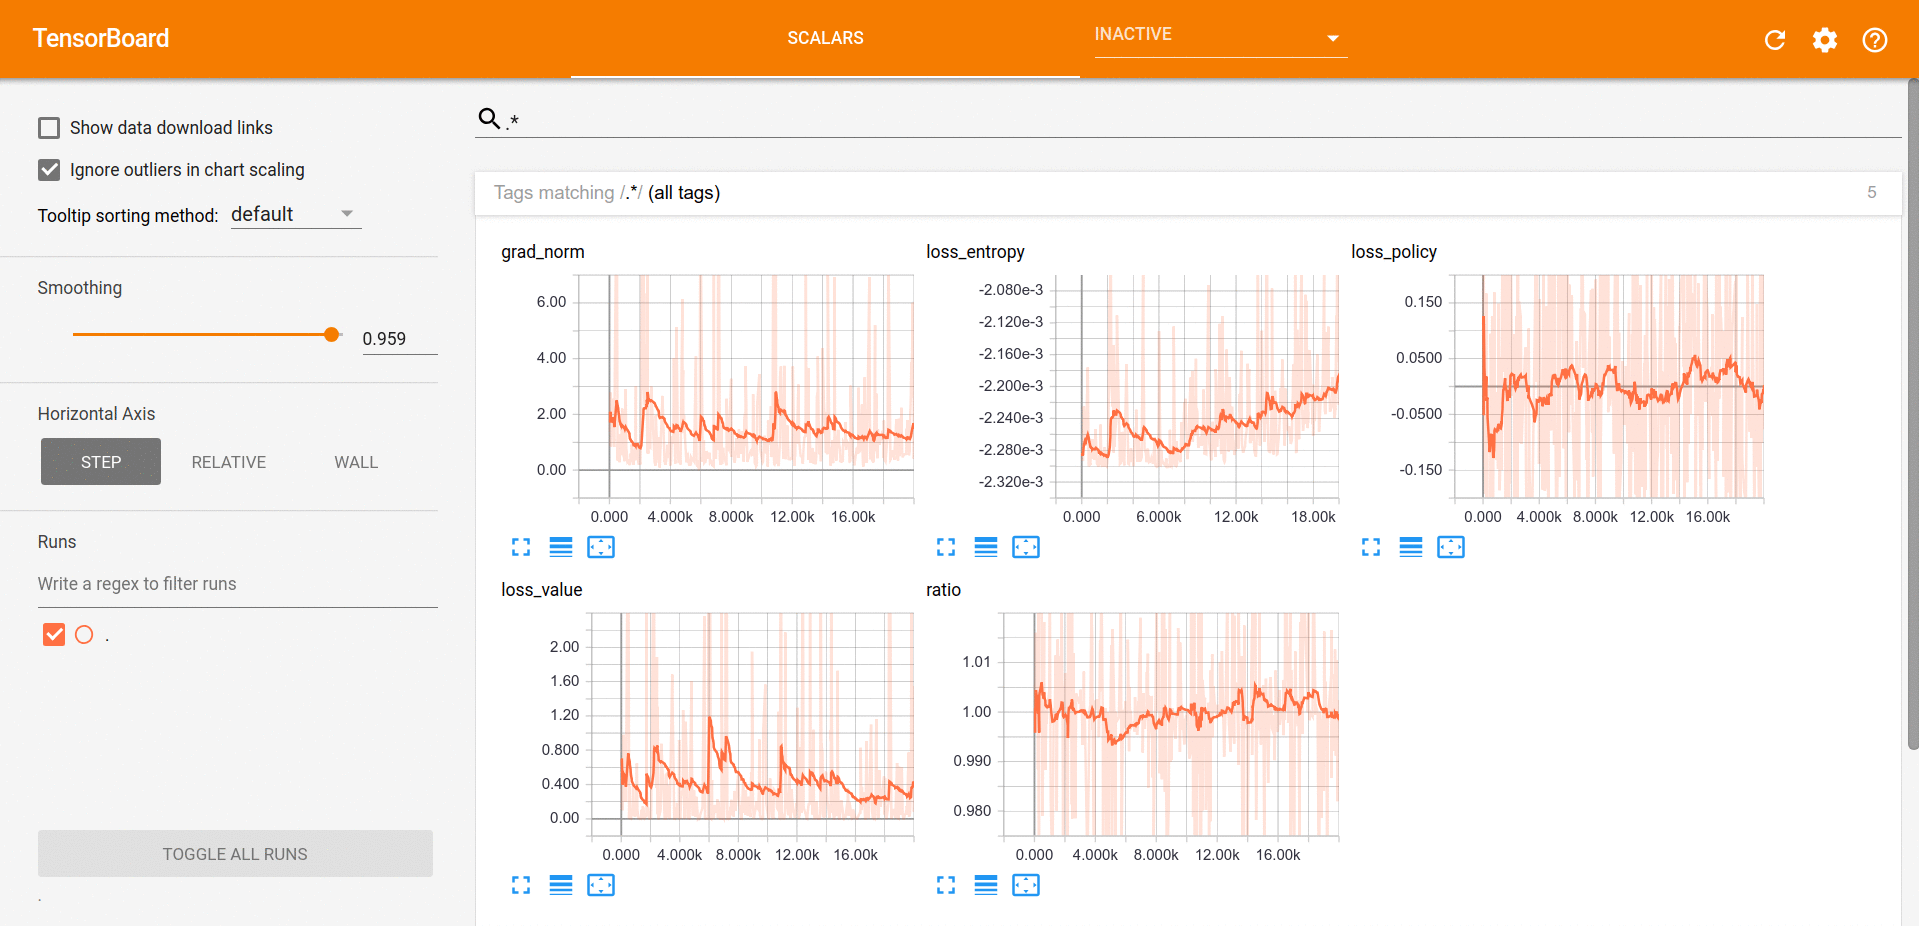 TensorBoard
SCALARS
INACTIVE
Show data download links
Ignore outliers in chart scaling
Tooltip sorting method: default
Smoothing
0.959
Horizontal Axis
STEP RELATIVE WALL
Runs
Write a regex to filter runs
.
TOGGLE ALL RUNS
.
.*
Tags matching /.*/ (all tags) 5
grad_norm
6.00
4.00
2.00
0.00
0.000 4.000k 8.000k 12.00k 16.00k
loss_entropy
-2.080e-3
-2.120e-3
-2.160e-3
-2.200e-3
-2.240e-3
-2.280e-3
-2.320e-3
0.000 6.000k 12.00k 18.00k
loss_policy
0.150
0.0500
-0.0500
-0.150
0.000 4.000k 8.000k 12.00k 16.00k
loss_value
2.00
1.60
1.20
0.800
0.400
0.00
0.000 4.000k 8.000k 12.00k 16.00k
ratio
1.01
1.00
0.990
0.980
0.000 4.000k 8.000k 12.00k 16.00k